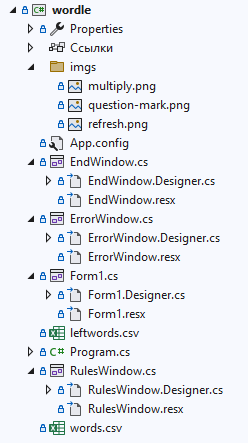 wordle
Properties
Ссылки
imgs
multiply.png
question-mark.png
refresh.png
App.config
EndWindow.cs
EndWindow.Designer.cs
EndWindow.resx
ErrorWindow.cs
ErrorWindow.Designer.cs
ErrorWindow.resx
Form1.cs
Form1.Designer.cs
Form1.resx
leftwords.csv
C# Program.cs
RulesWindow.cs
RulesWindow.Designer.cs
RulesWindow.resx
words.csv